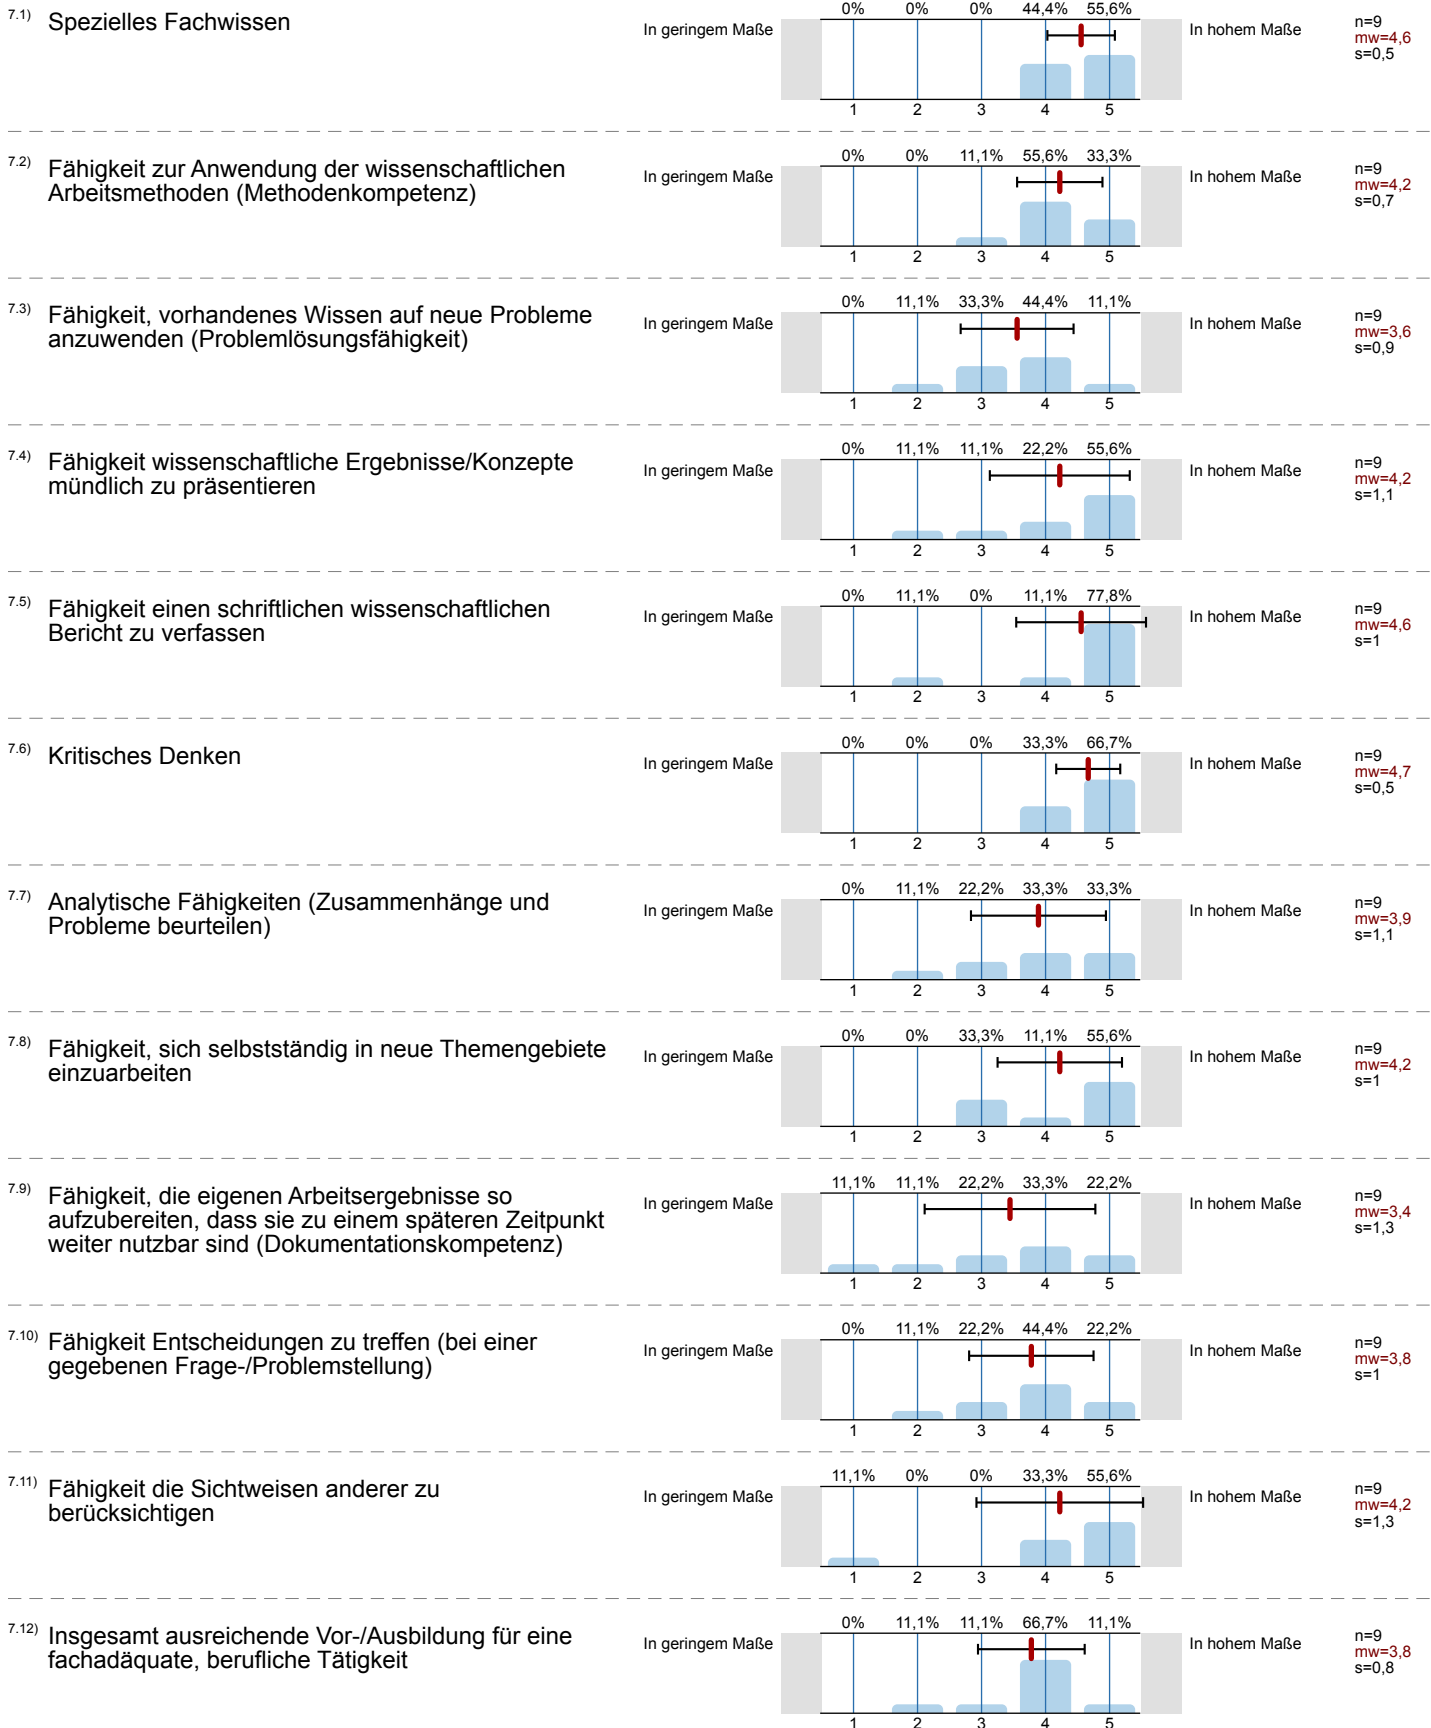 7.1) Spezielles Fachwissen
In geringem Maße
0% 0% 0% 44,4% 55,6%
1 2 3 4 5
In hohem Maße
n=9
mw=4,6
s=0,5
7.2) Fähigkeit zur Anwendung der wissenschaftlichen
Arbeitsmethoden (Methodenkompetenz)
In geringem Maße
0% 0% 11,1% 55,6% 33,3%
1 2 3 4 5
In hohem Maße
n=9
mw=4,2
s=0,7
7.3) Fähigkeit, vorhandenes Wissen auf neue Probleme
anzuwenden (Problemlösungsfähigkeit)
In geringem Maße
0% 11,1% 33,3% 44,4% 11,1%
1 2 3 4 5
In hohem Maße
n=9
mw=3,6
s=0,9
7.4) Fähigkeit wissenschaftliche Ergebnisse/Konzepte
mündlich zu präsentieren
In geringem Maße
0% 11,1% 11,1% 22,2% 55,6%
1 2 3 4 5
In hohem Maße
n=9
mw=4,2
s=1,1
7.5) Fähigkeit einen schriftlichen wissenschaftlichen
Bericht zu verfassen
In geringem Maße
0% 11,1% 0% 11,1% 77,8%
1 2 3 4 5
In hohem Maße
n=9
mw=4,6
s=1
7.6) Kritisches Denken
In geringem Maße
0% 0% 0% 33,3% 66,7%
1 2 3 4 5
In hohem Maße
n=9
mw=4,7
s=0,5
7.7) Analytische Fähigkeiten (Zusammenhänge und
Probleme beurteilen)
In geringem Maße
0% 11,1% 22,2% 33,3% 33,3%
1 2 3 4 5
In hohem Maße
n=9
mw=3,9
s=1,1
7.8) Fähigkeit, sich selbstständig in neue Themengebiete
einzuarbeiten
In geringem Maße
0% 0% 33,3% 11,1% 55,6%
1 2 3 4 5
In hohem Maße
n=9
mw=4,2
s=1
7.9) Fähigkeit, die eigenen Arbeitsergebnisse so
aufzubereiten, dass sie zu einem späteren Zeitpunkt
weiter nutzbar sind (Dokumentationskompetenz)
In geringem Maße
11,1% 11,1% 22,2% 33,3% 22,2%
1 2 3 4 5
In hohem Maße
n=9
mw=3,4
s=1,3
7.10) Fähigkeit Entscheidungen zu treffen (bei einer
gegebenen Frage-/Problemstellung)
In geringem Maße
0% 11,1% 22,2% 44,4% 22,2%
1 2 3 4 5
In hohem Maße
n=9
mw=3,8
s=1
7.11) Fähigkeit die Sichtweisen anderer zu
berücksichtigen
In geringem Maße
11,1% 0% 0% 33,3% 55,6%
1 2 3 4 5
In hohem Maße
n=9
mw=4,2
s=1,3
7.12) Insgesamt ausreichende Vor-/Ausbildung für eine
fachadäquate, berufliche Tätigkeit
In geringem Maße
0% 11,1% 11,1% 66,7% 11,1%
1 2 3 4 5
In hohem Maße
n=9
mw=3,8
s=0,8